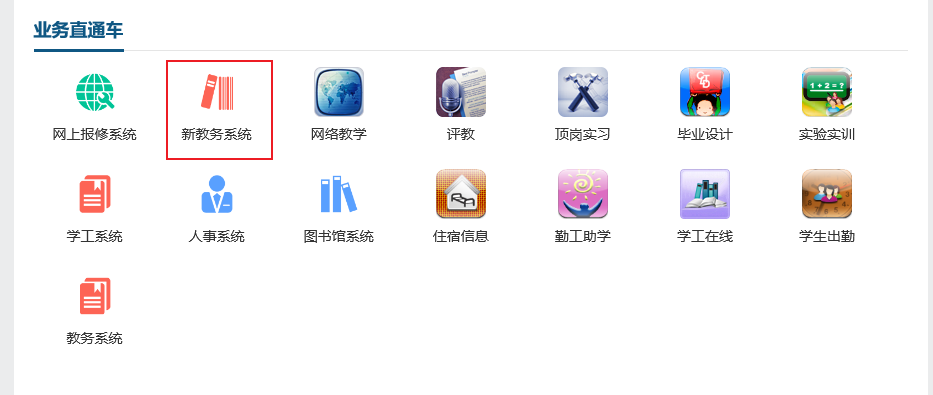 业务直通车
网上报修系统 新教务系统 网络教学 评教 顶岗实习 毕业设计 实验实训
1+2=?
学工系统 人事系统 图书馆系统 住宿信息 勤工助学 学工在线 学生出勤
教务系统